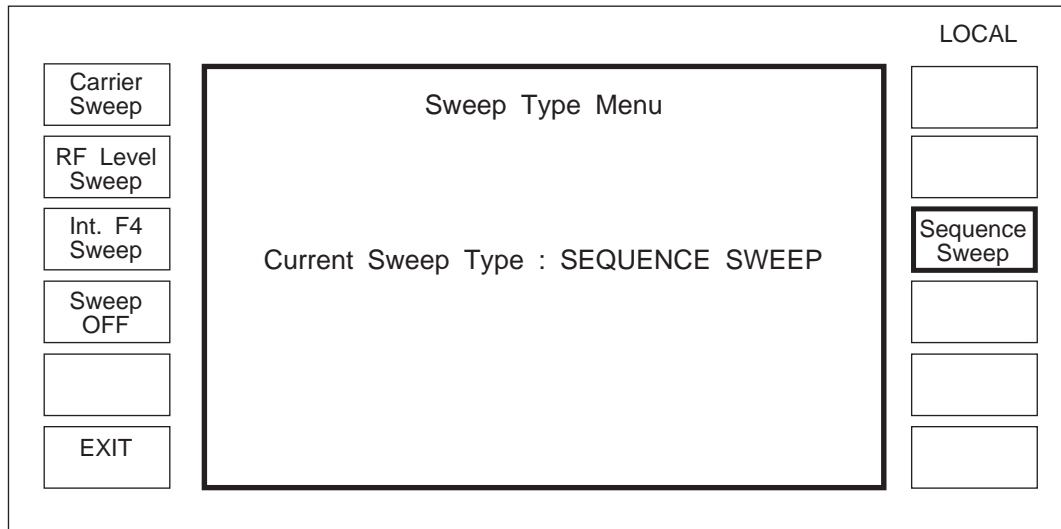 LOCAL
Carrier
Sweep
RF Level
Sweep
Int. F4
Sweep
Sweep
OFF
EXIT
Sweep Type Menu
Current Sweep Type : SEQUENCE SWEEP
Sequence
Sweep